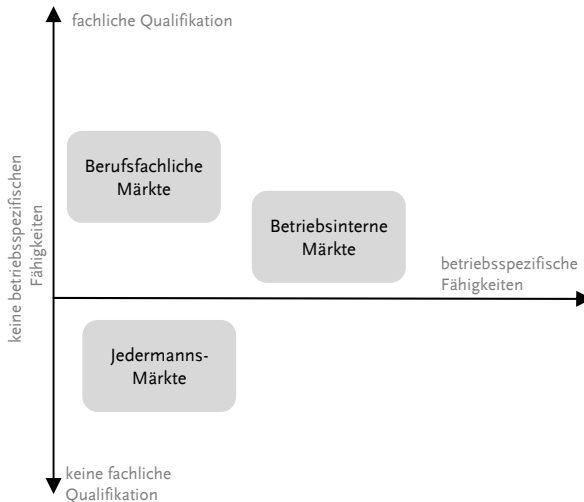 fachliche Qualifikation
Berufsfachliche
Märkte
keine betriebsspezifischen
Fähigkeiten
Betriebsinterne
Märkte
betriebsspezifische
Fähigkeiten
Jedermanns-
Märkte
keine fachliche
Qualifikation